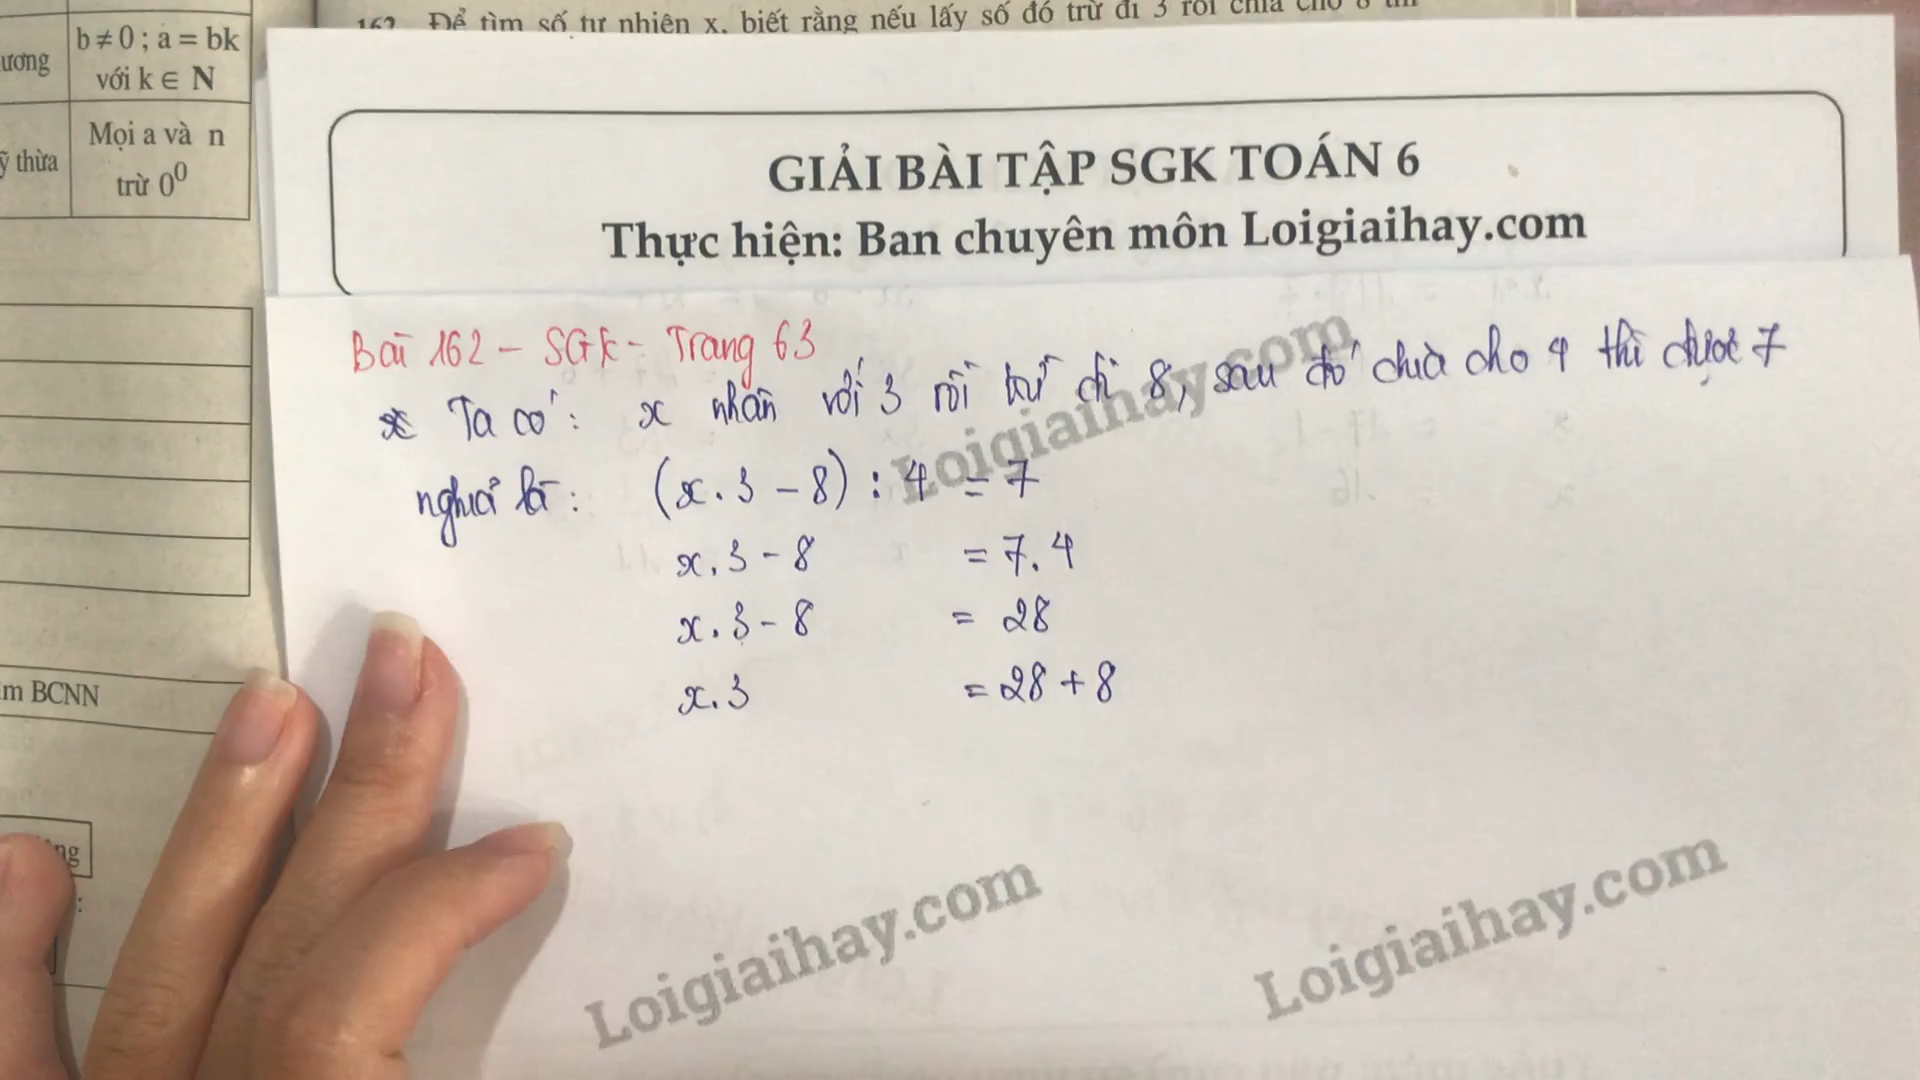 162. Để tìm số tự nhiên x, biết rằng nếu lấy số đó trừ đi 3 rồi chia cho 8 thì
b ≠ 0 ; a = bk
với k ∈ N
ương
Mọi a và n
trừ 0⁰
ỹ thừa
GIẢI BÀI TẬP SGK TOÁN 6
Thực hiện: Ban chuyên môn Loigiaihay.com
Bài 162 – SGK – Trang 63
* Ta có : x nhân với 3 rồi trừ đi 8, sau đó chia cho 4 thì được 7
nghĩa là : (x . 3 – 8) : 4 = 7
x . 3 – 8 = 7 . 4
x . 3 – 8 = 28
x . 3 = 28 + 8
m BCNN
ng
:
Loigiaihay.com
Loigiaihay.com
Loigiaihay.com